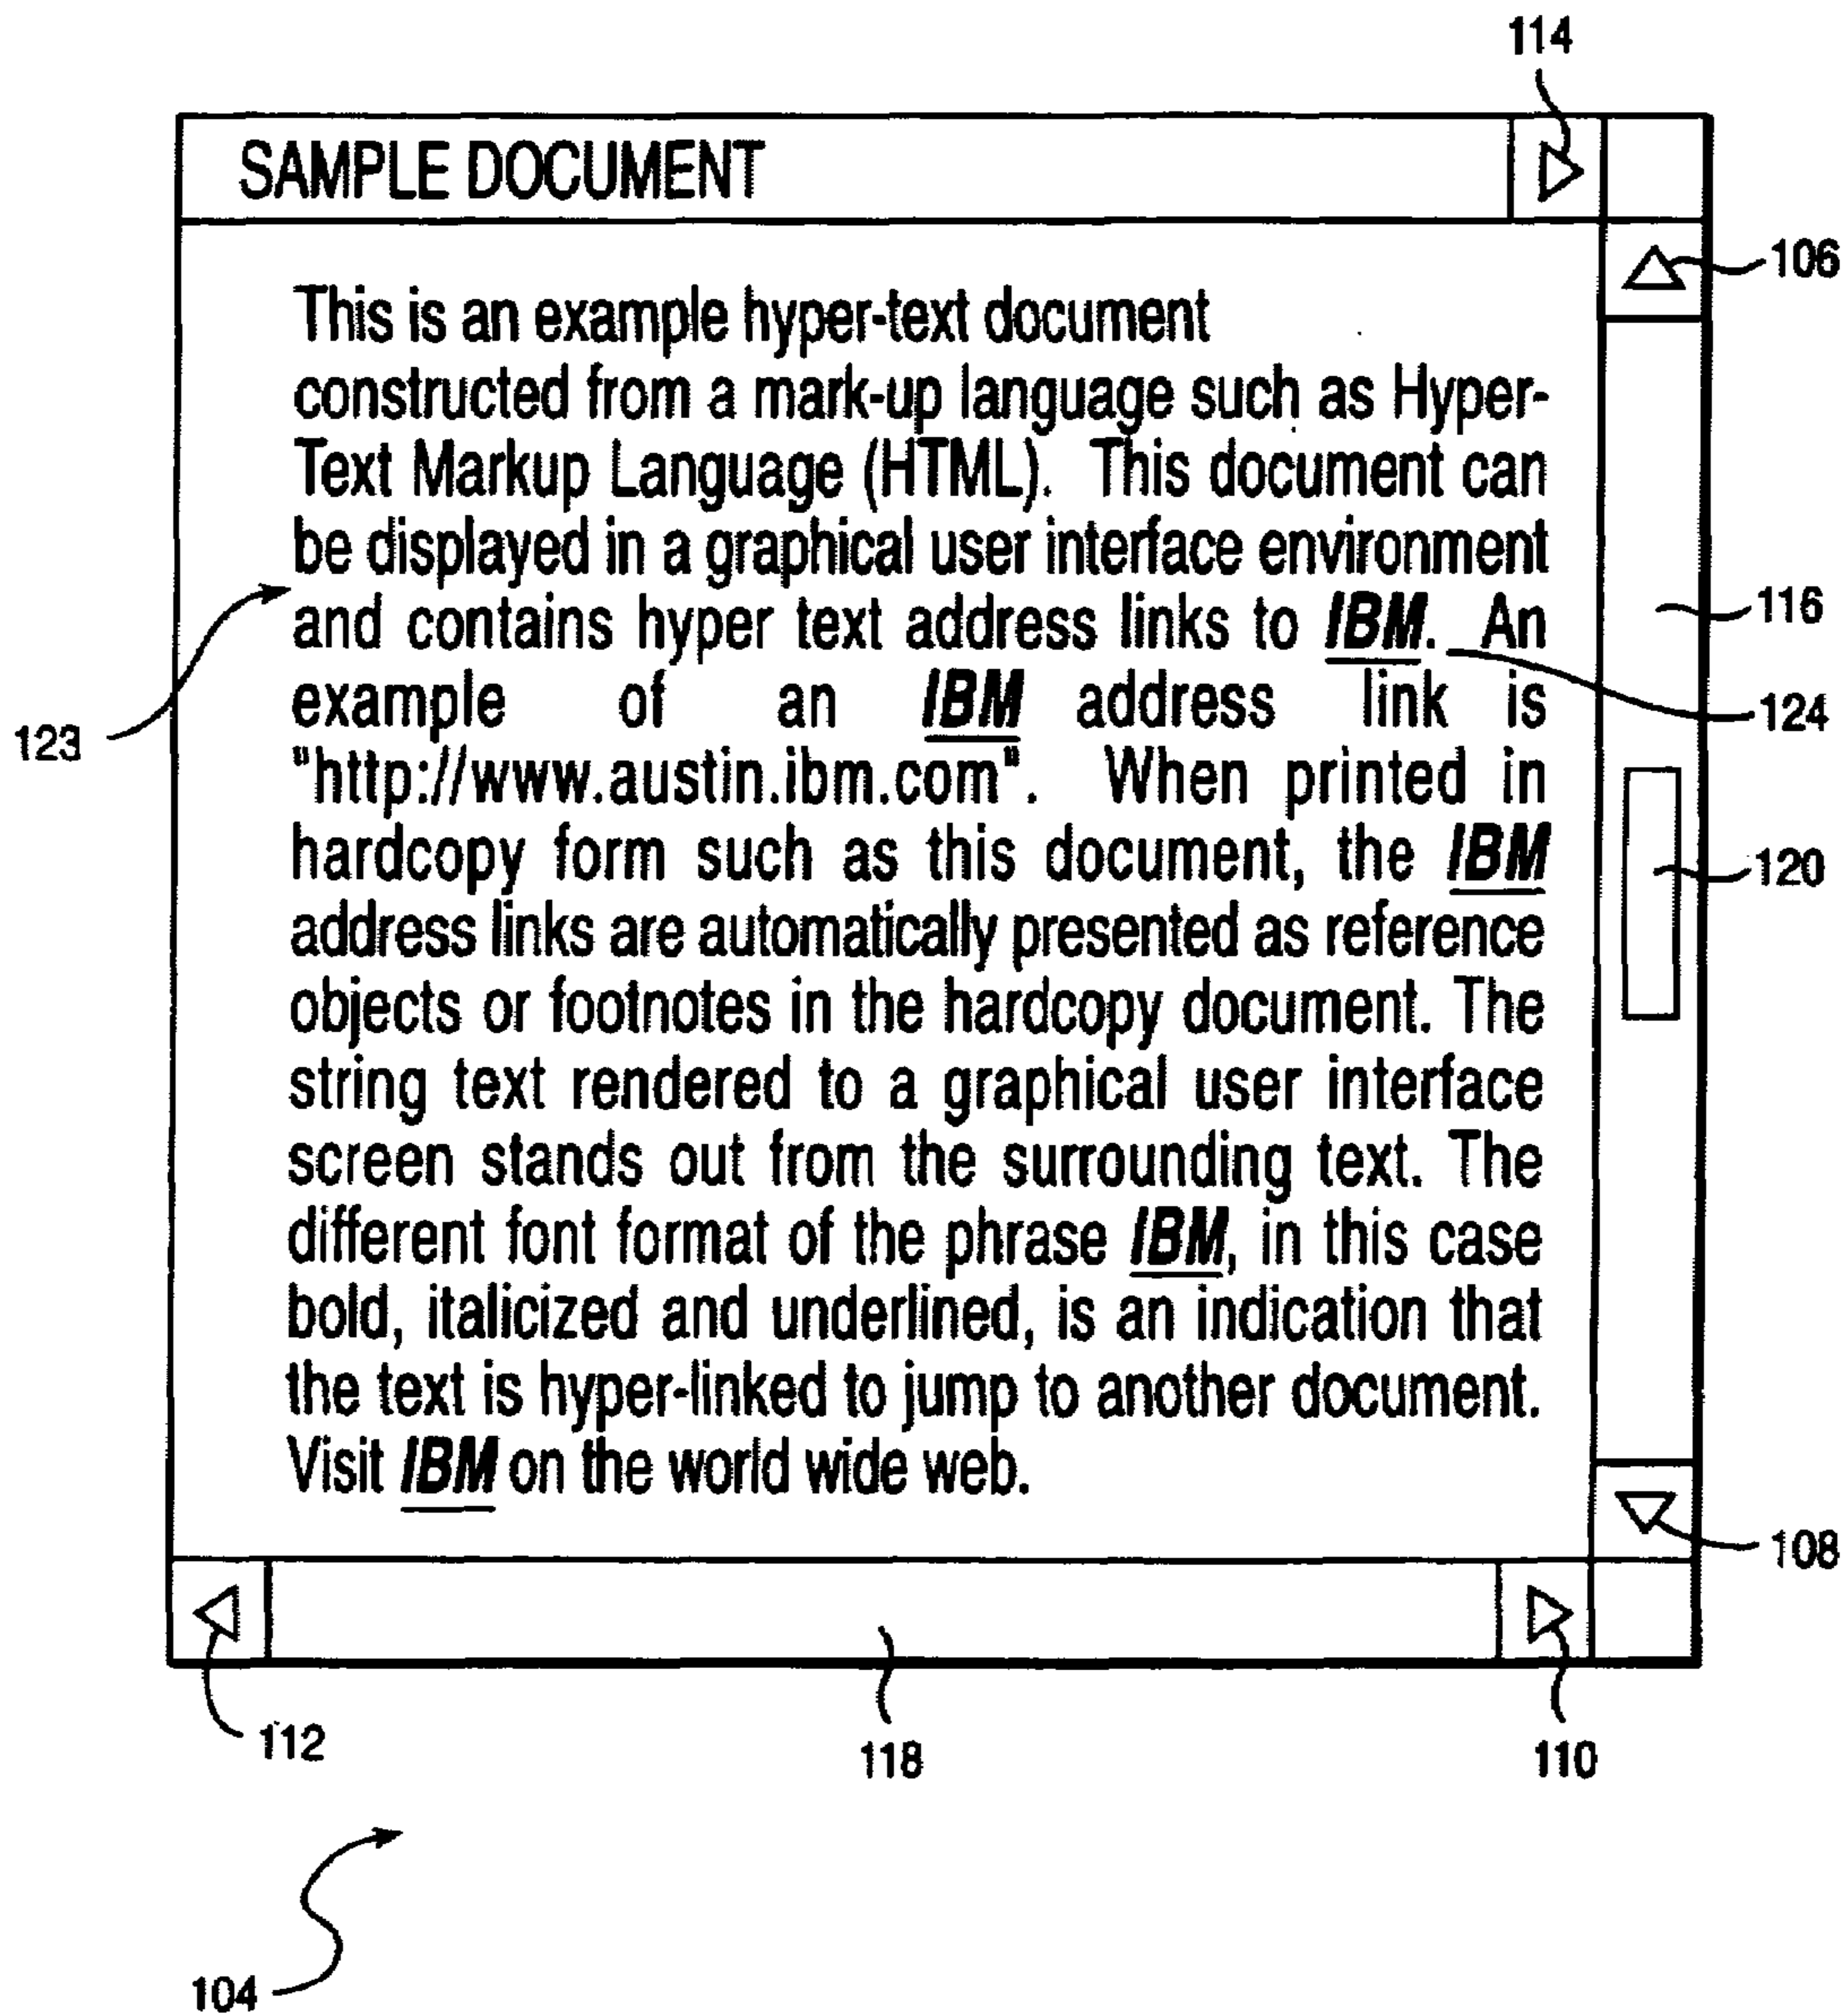 114
SAMPLE DOCUMENT
106
This is an example hyper-text document
constructed from a mark-up language such as Hyper-
Text Markup Language (HTML). This document can
be displayed in a graphical user interface environment
and contains hyper text address links to IBM. An
116
example of an IBM address link is
124
123
"http://www.austin.ibm.com". When printed in
hardcopy form such as this document, the IBM
120
address links are automatically presented as reference
objects or footnotes in the hardcopy document. The
string text rendered to a graphical user interface
screen stands out from the surrounding text. The
different font format of the phrase IBM, in this case
bold, italicized and underlined, is an indication that
the text is hyper-linked to jump to another document.
Visit IBM on the world wide web.
108
112
118
110
104